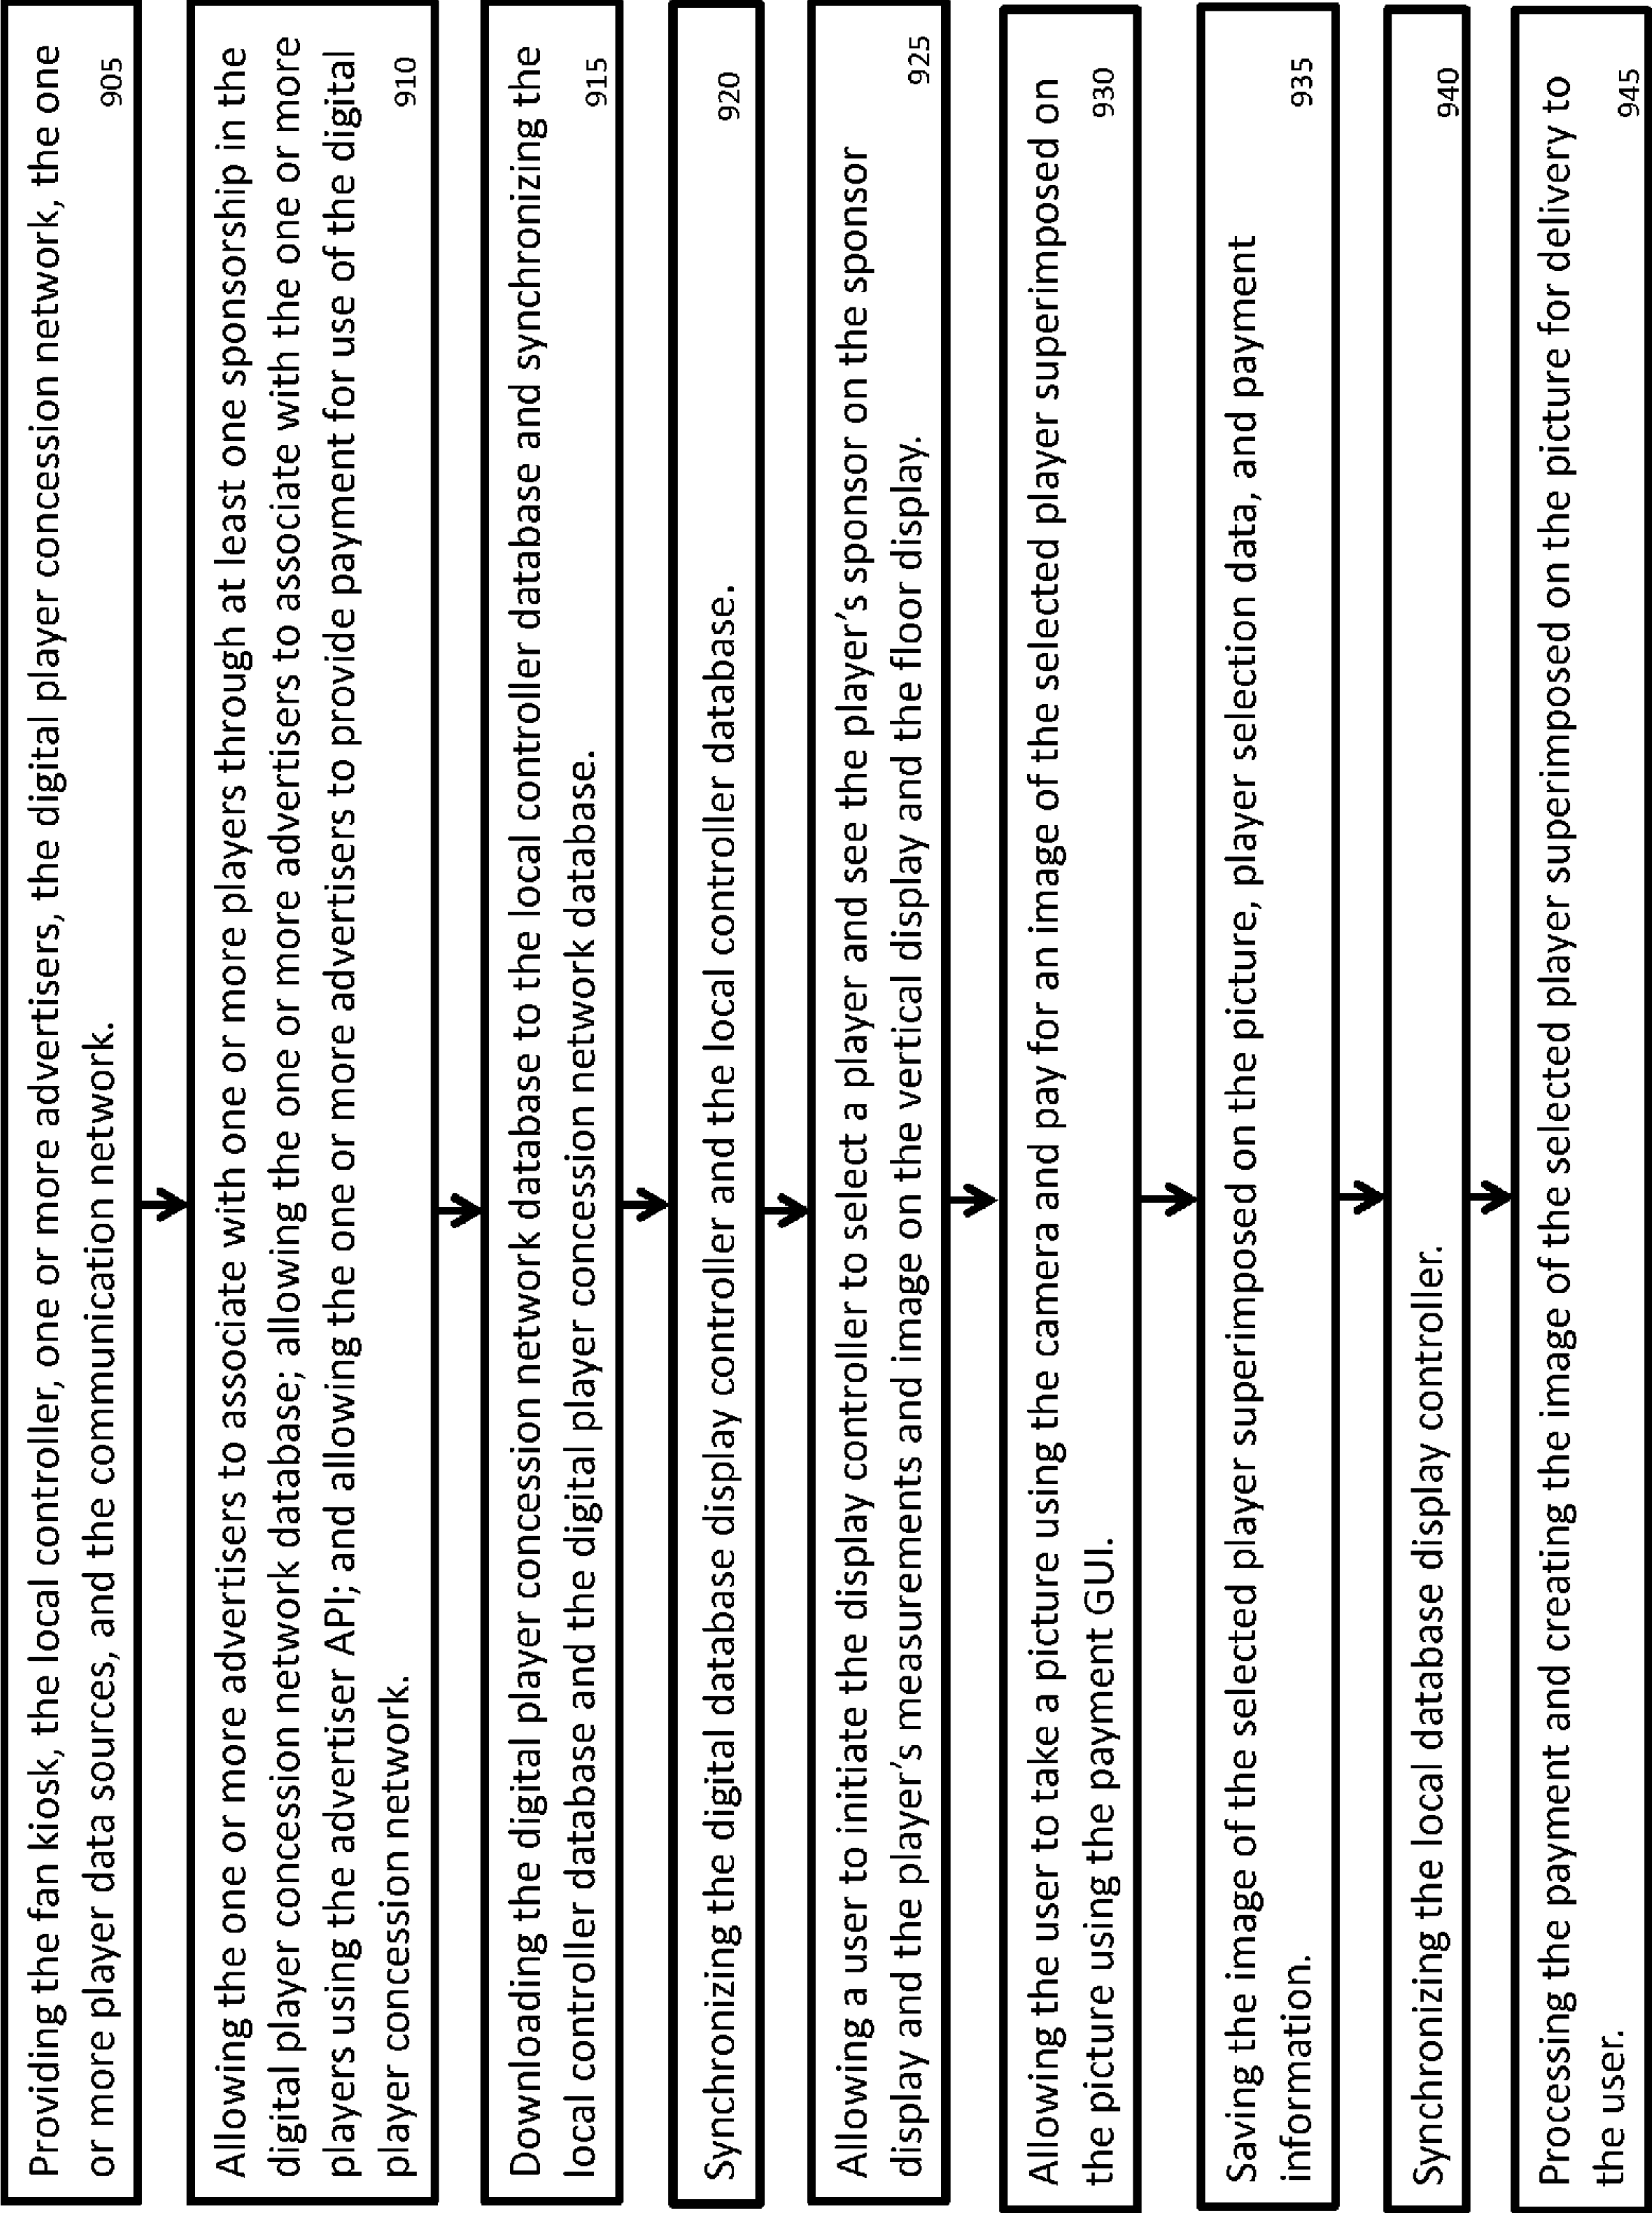 Providing the fan kiosk, the local controller, one or more advertisers, the digital player concession network, the one
or more player data sources, and the communication network.
905
Allowing the one or more advertisers to associate with one or more players through at least one sponsorship in the
digital player concession network database; allowing the one or more advertisers to associate with the one or more
players using the advertiser API; and allowing the one or more advertisers to provide payment for use of the digital
player concession network.
910
Downloading the digital player concession network database to the local controller database and synchronizing the
local controller database and the digital player concession network database.
915
Synchronizing the digital database display controller and the local controller database.
920
Allowing a user to initiate the display controller to select a player and see the player's sponsor on the sponsor
display and the player's measurements and image on the vertical display and the floor display.
925
Allowing the user to take a picture using the camera and pay for an image of the selected player superimposed on
the picture using the payment GUI.
930
Saving the image of the selected player superimposed on the picture, player selection data, and payment
information.
935
Synchronizing the local database display controller.
940
Processing the payment and creating the image of the selected player superimposed on the picture for delivery to
the user.
945